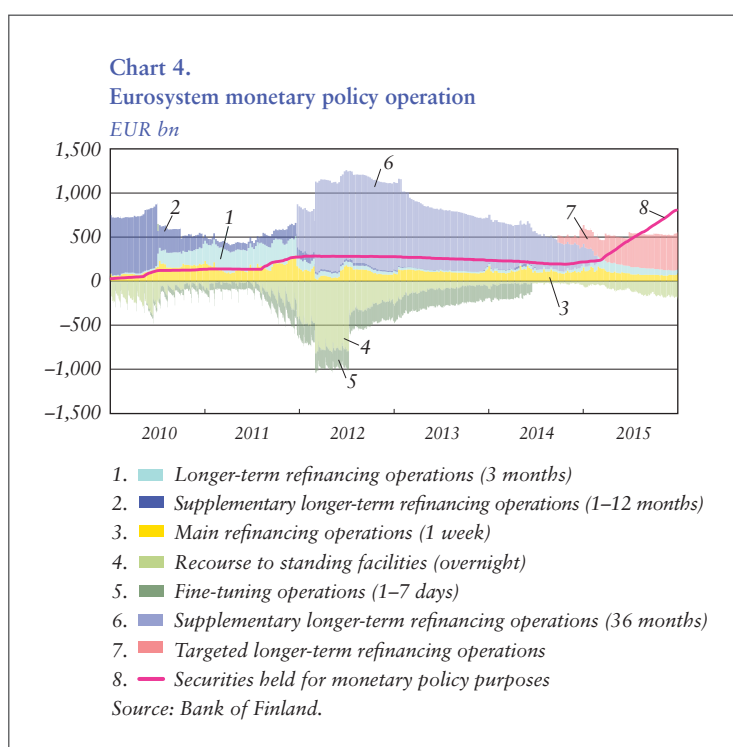 Chart 4.
Eurosystem monetary policy operation
EUR bn
1,500
1,000
500
0
–500
–1,000
–1,500
6
2
1
7
8
3
4
5
2010 2011 2012 2013 2014 2015
1. Longer-term refinancing operations (3 months)
2. Supplementary longer-term refinancing operations (1–12 months)
3. Main refinancing operations (1 week)
4. Recourse to standing facilities (overnight)
5. Fine-tuning operations (1–7 days)
6. Supplementary longer-term refinancing operations (36 months)
7. Targeted longer-term refinancing operations
8. Securities held for monetary policy purposes
Source: Bank of Finland.